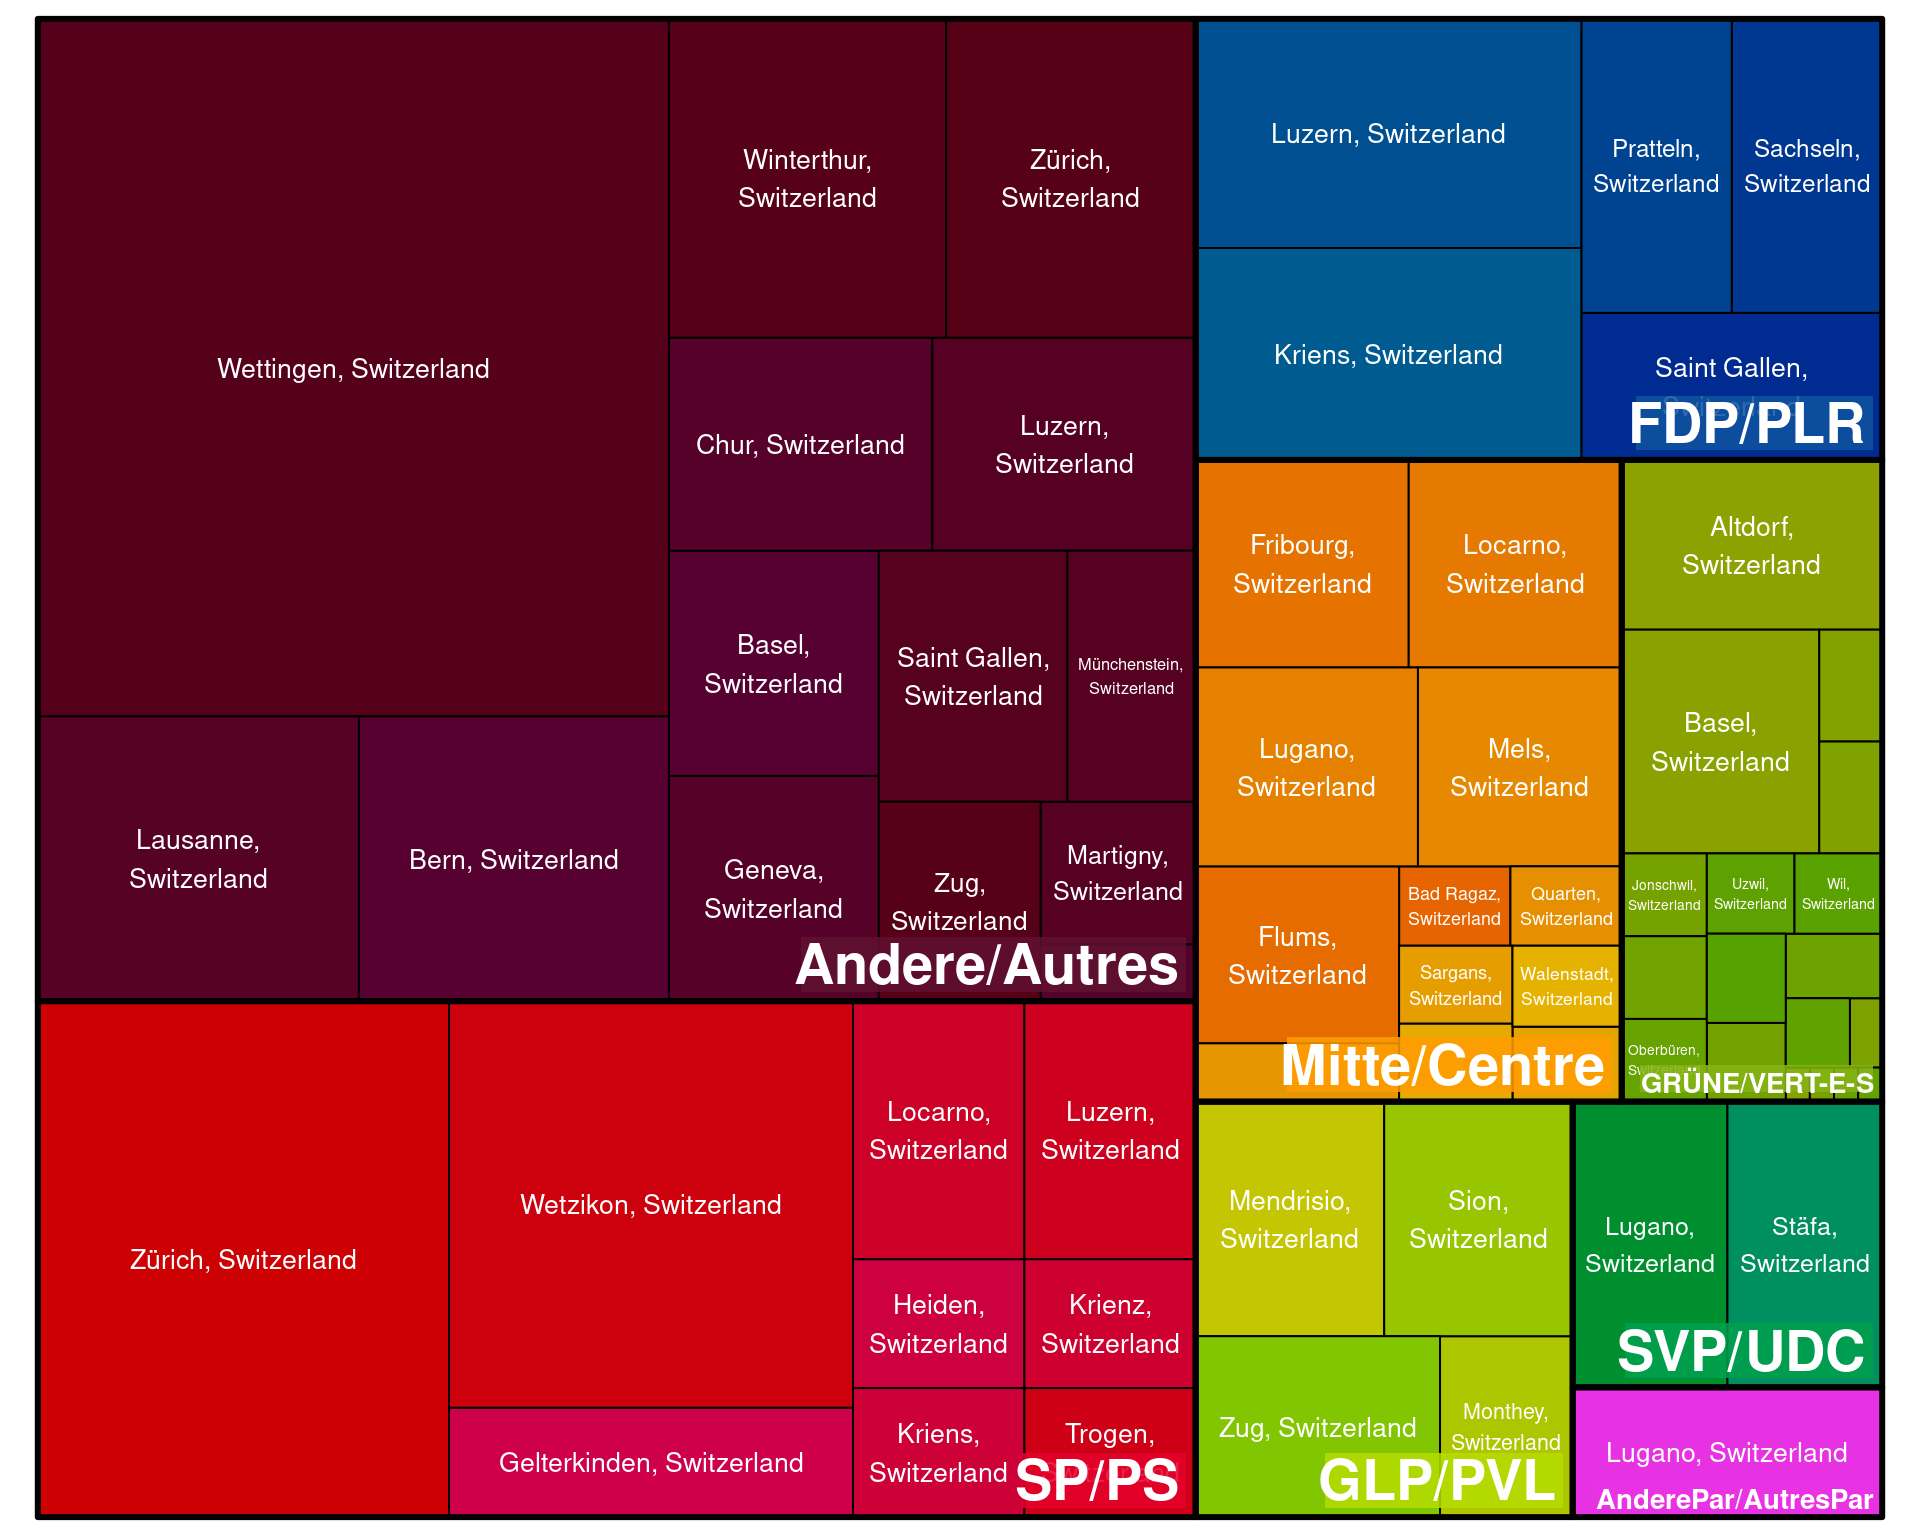 Wettingen, Switzerland
Winterthur,
Switzerland
Zürich,
Switzerland
Chur, Switzerland
Luzern,
Switzerland
Basel,
Switzerland
Saint Gallen,
Switzerland
Münchenstein,
Switzerland
Lausanne,
Switzerland
Bern, Switzerland
Geneva,
Switzerland
Zug,
Switzerland
Martigny,
Switzerland
Andere/Autres
Luzern, Switzerland
Pratteln,
Switzerland
Sachseln,
Switzerland
Kriens, Switzerland
Saint Gallen,
Switzerland
FDP/PLR
Fribourg,
Switzerland
Locarno,
Switzerland
Lugano,
Switzerland
Mels,
Switzerland
Flums,
Switzerland
Bad Ragaz,
Switzerland
Quarten,
Switzerland
Sargans,
Switzerland
Walenstadt,
Switzerland
Mitte/Centre
Altdorf,
Switzerland
Basel,
Switzerland
Jonschwil,
Switzerland
Uzwil,
Switzerland
Wil,
Switzerland
Oberbüren,
Switzerland
GRÜNE/VERT-E-S
Zürich, Switzerland
Wetzikon, Switzerland
Gelterkinden, Switzerland
Locarno,
Switzerland
Luzern,
Switzerland
Heiden,
Switzerland
Krienz,
Switzerland
Kriens,
Switzerland
Trogen,
Switzerland
SP/PS
Mendrisio,
Switzerland
Sion,
Switzerland
Zug, Switzerland
Monthey,
Switzerland
GLP/PVL
Lugano,
Switzerland
Stäfa,
Switzerland
SVP/UDC
Lugano, Switzerland
AnderePar/AutresPar